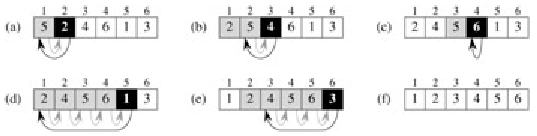 1 2 3 4 5 6
(a) 5 2 4 6 1 3
1 2 3 4 5 6
(b) 2 5 4 6 1 3
1 2 3 4 5 6
(c) 2 4 5 6 1 3
1 2 3 4 5 6
(d) 2 4 5 6 1 3
1 2 3 4 5 6
(e) 1 2 4 5 6 3
1 2 3 4 5 6
(f) 1 2 3 4 5 6